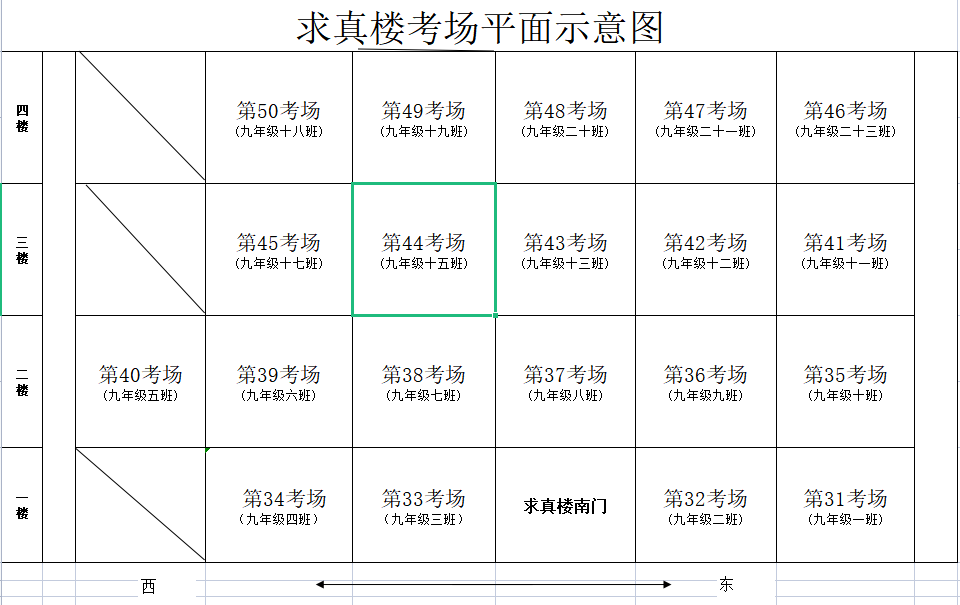 求真楼考场平面示意图
四楼
第50考场
(九年级十八班)
第49考场
(九年级十九班)
第48考场
(九年级二十班)
第47考场
(九年级二十一班)
第46考场
(九年级二十三班)
三楼
第45考场
(九年级十七班)
第44考场
(九年级十五班)
第43考场
(九年级十三班)
第42考场
(九年级十二班)
第41考场
(九年级十一班)
二楼
第40考场
(九年级五班)
第39考场
(九年级六班)
第38考场
(九年级七班)
第37考场
(九年级八班)
第36考场
(九年级九班)
第35考场
(九年级十班)
一楼
第34考场
（九年级四班）
第33考场
（九年级三班）
求真楼南门
第32考场
(九年级二班)
第31考场
(九年级一班)
西
东